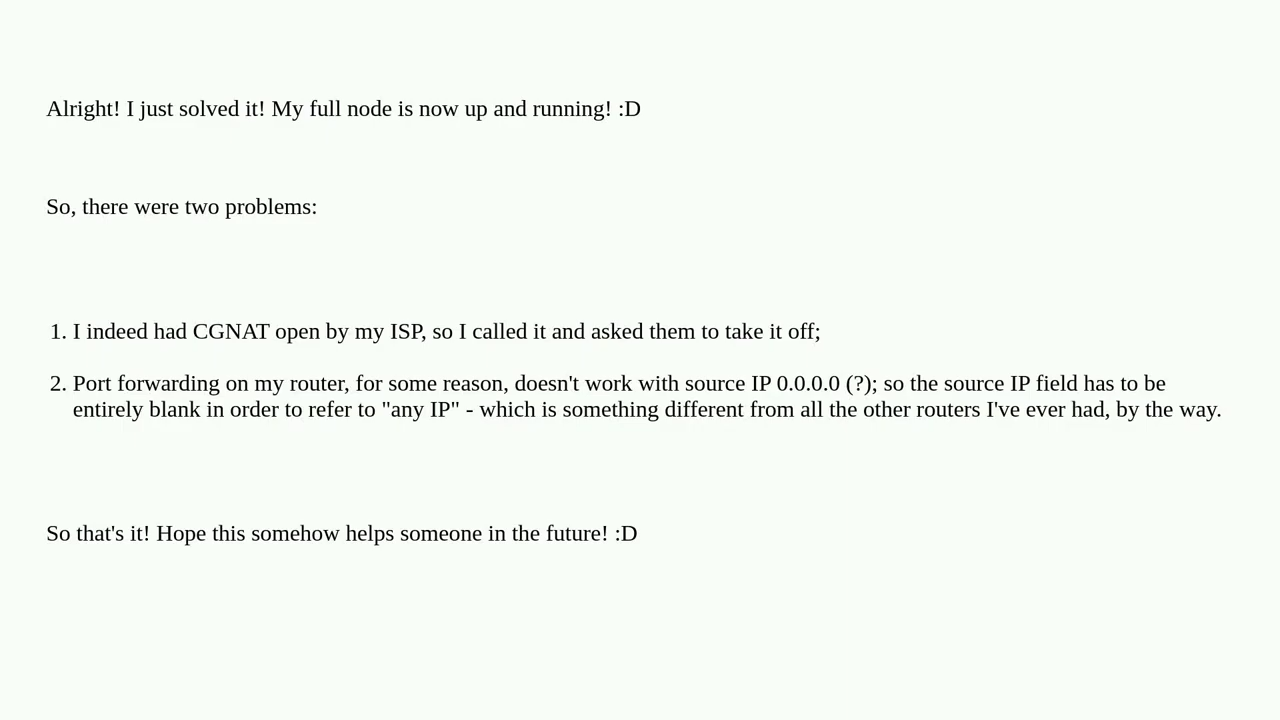 Alright! I just solved it! My full node is now up and running! :D
So, there were two problems:
1. I indeed had CGNAT open by my ISP, so I called it and asked them to take it off;
2. Port forwarding on my router, for some reason, doesn't work with source IP 0.0.0.0 (?); so the source IP field has to be
entirely blank in order to refer to "any IP" - which is something different from all the other routers I've ever had, by the way.
So that's it! Hope this somehow helps someone in the future! :D